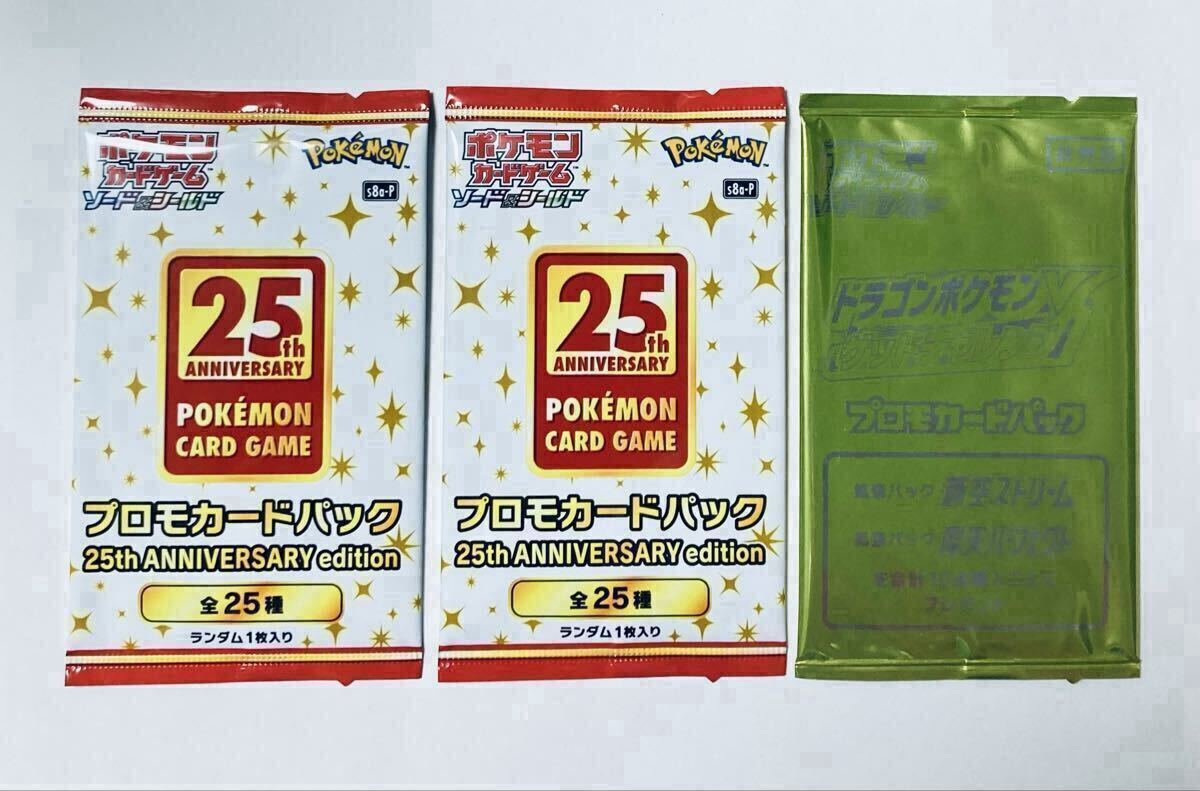 ポケモン
カードゲーム
ソード&シールド
POKéMON
s8a-P
25th
ANNIVERSARY
POKÉMON
CARD GAME
プロモカードパック
25th ANNIVERSARY edition
全25種
ランダム1枚入り
ポケモン
カードゲーム
ソード&シールド
POKéMON
s8a-P
25th
ANNIVERSARY
POKÉMON
CARD GAME
プロモカードパック
25th ANNIVERSARY edition
全25種
ランダム1枚入り
ドラゴンポケモンV
プロモカードパック
拡張パック 蒼空ストリーム
拡張パック 摩天パーフェクト